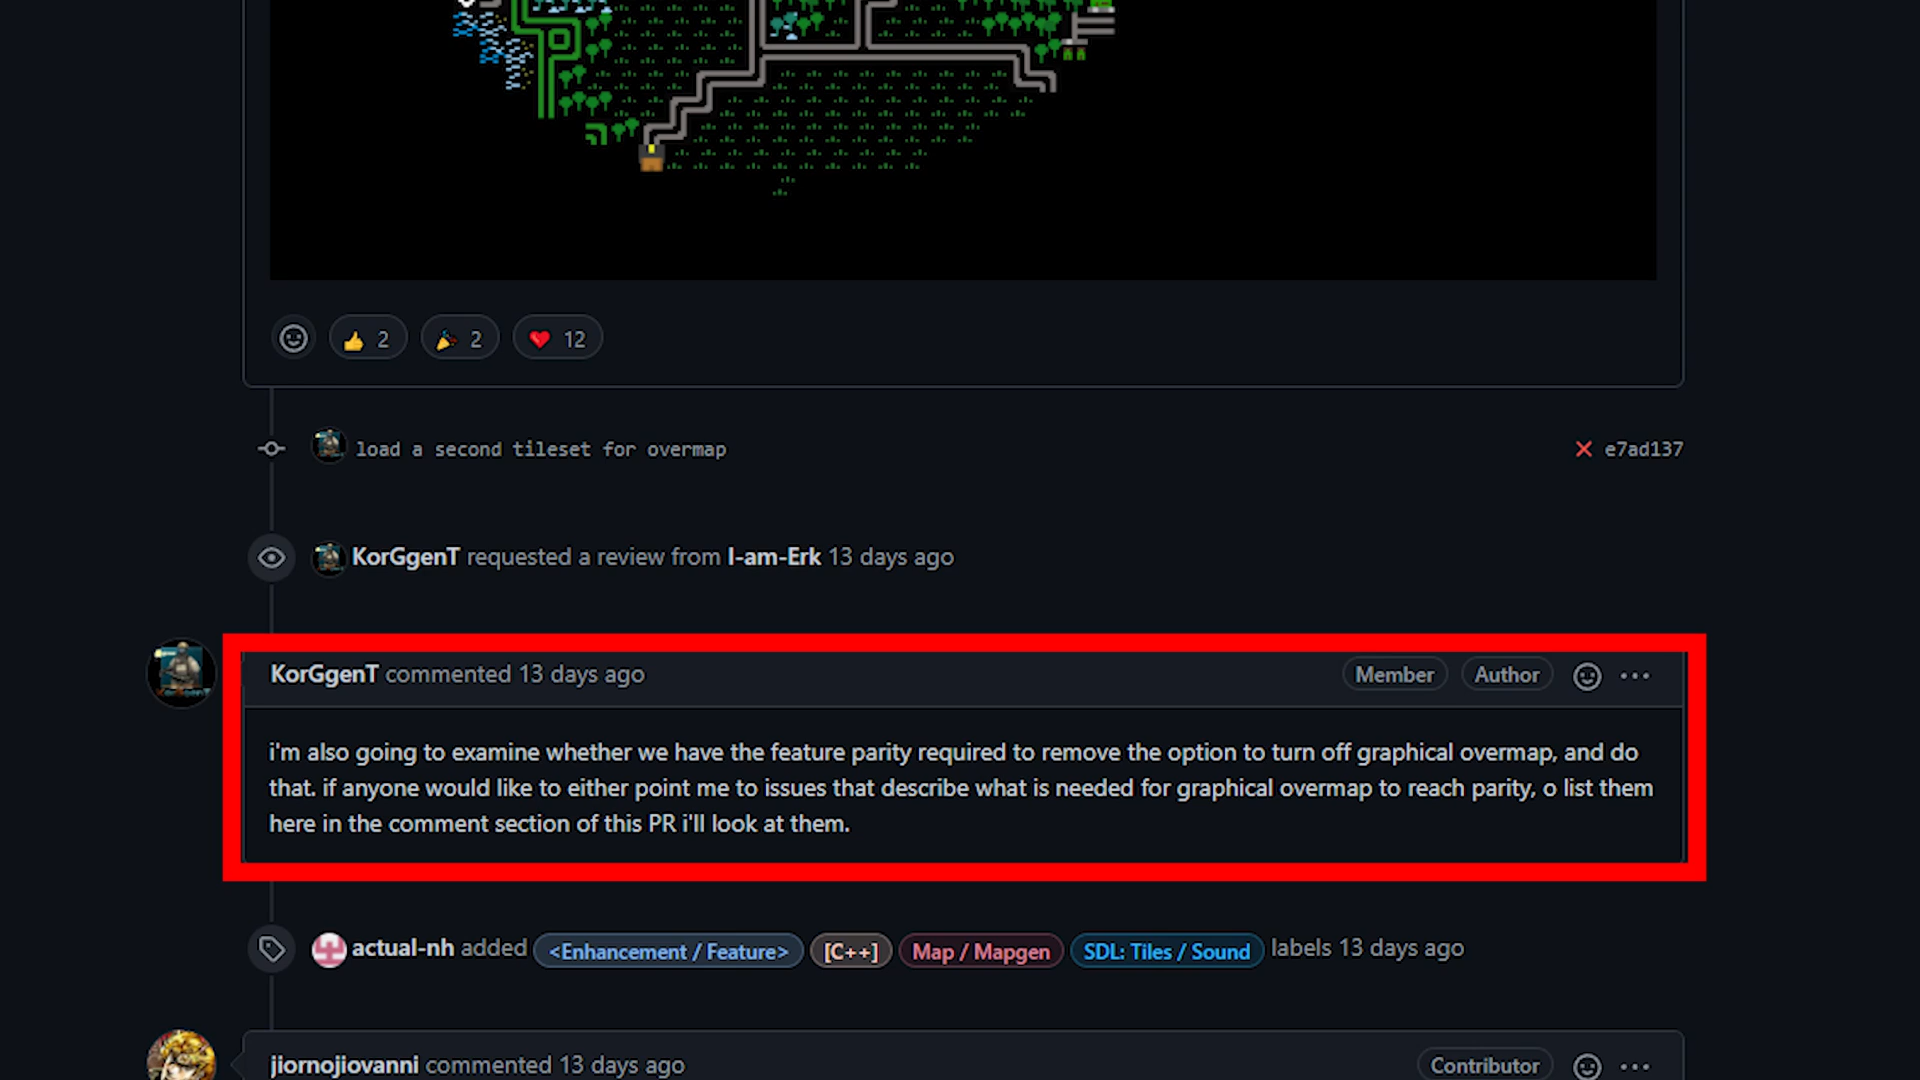 2 2 12
load a second tileset for overmap e7ad137
KorGgenT requested a review from I-am-Erk 13 days ago
KorGgenT commented 13 days ago Member Author
i'm also going to examine whether we have the feature parity required to remove the option to turn off graphical overmap, and do
that. if anyone would like to either point me to issues that describe what is needed for graphical overmap to reach parity, o list them
here in the comment section of this PR i'll look at them.
actual-nh added <Enhancement / Feature> [C++] Map / Mapgen SDL: Tiles / Sound labels 13 days ago
jiornojiovanni commented 13 days ago Contributor